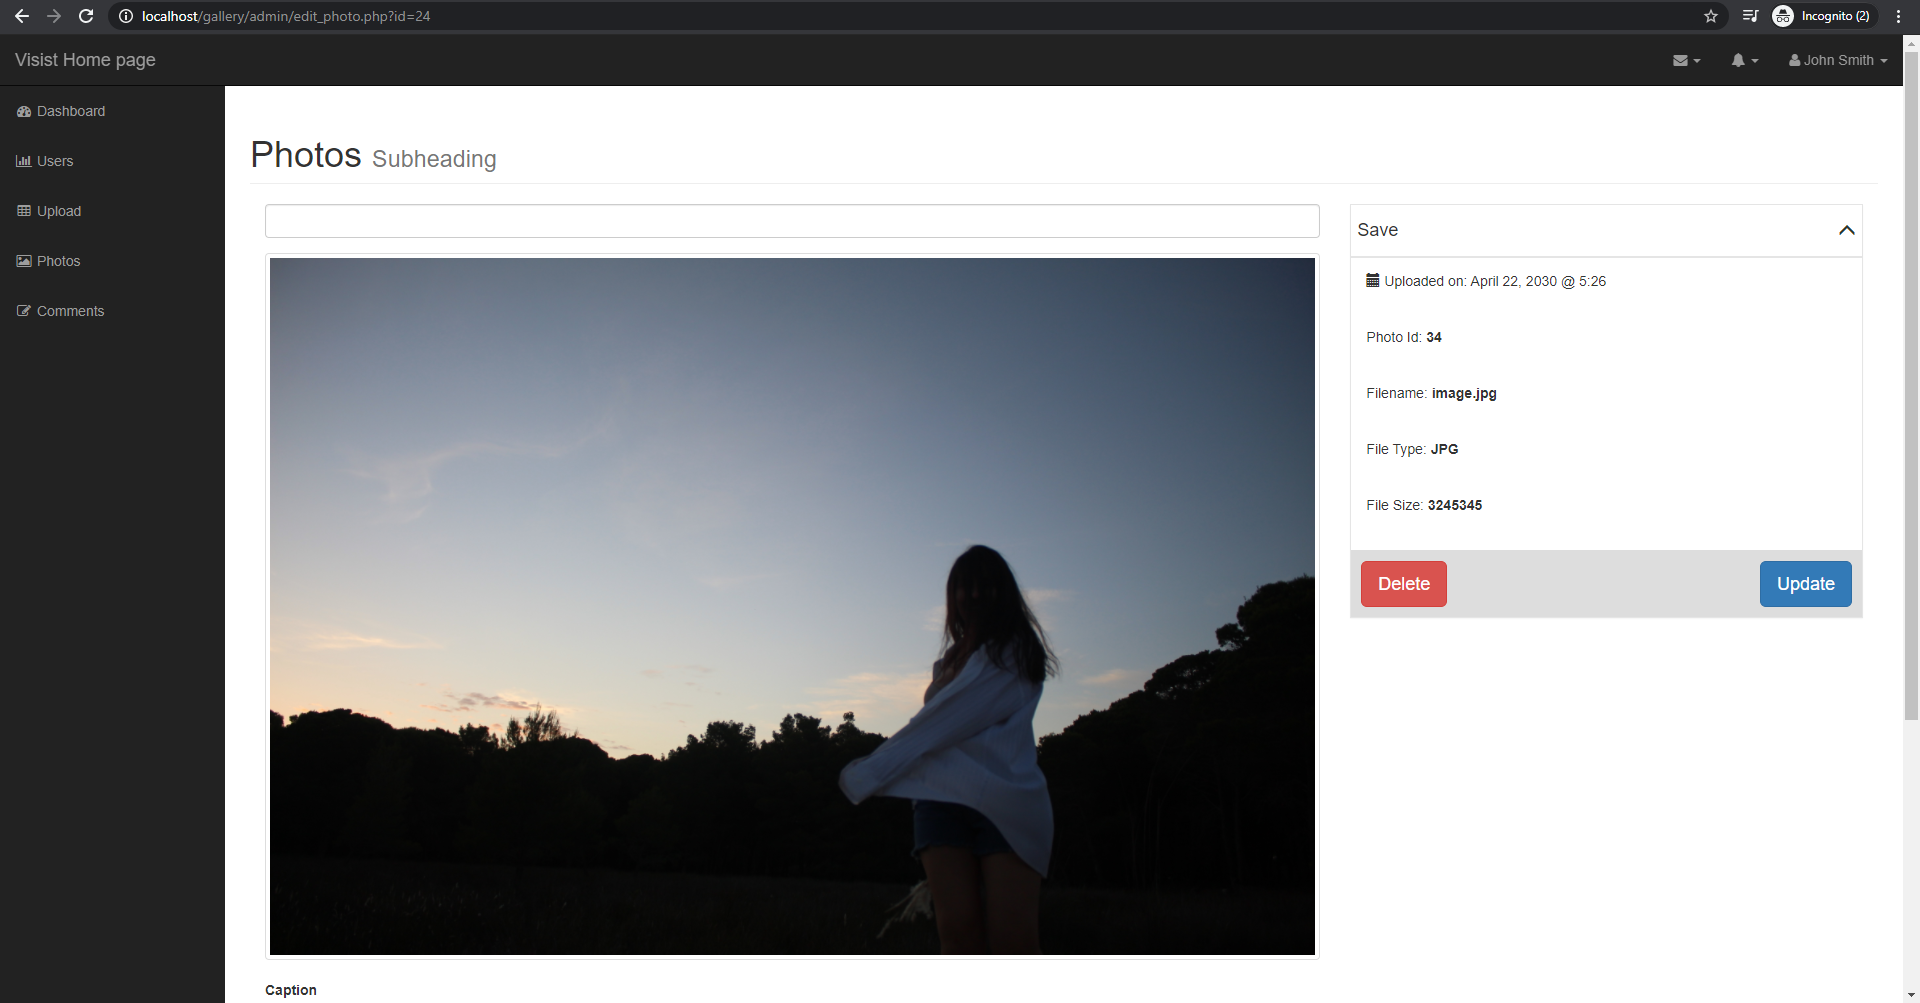 localhost/gallery/admin/edit_photo.php?id=24
Incognito (2)
Visist Home page
John Smith
Dashboard
Users
Upload
Photos
Comments
Photos Subheading
Save
Uploaded on: April 22, 2030 @ 5:26
Photo Id: 34
Filename: image.jpg
File Type: JPG
File Size: 3245345
Delete
Update
Caption